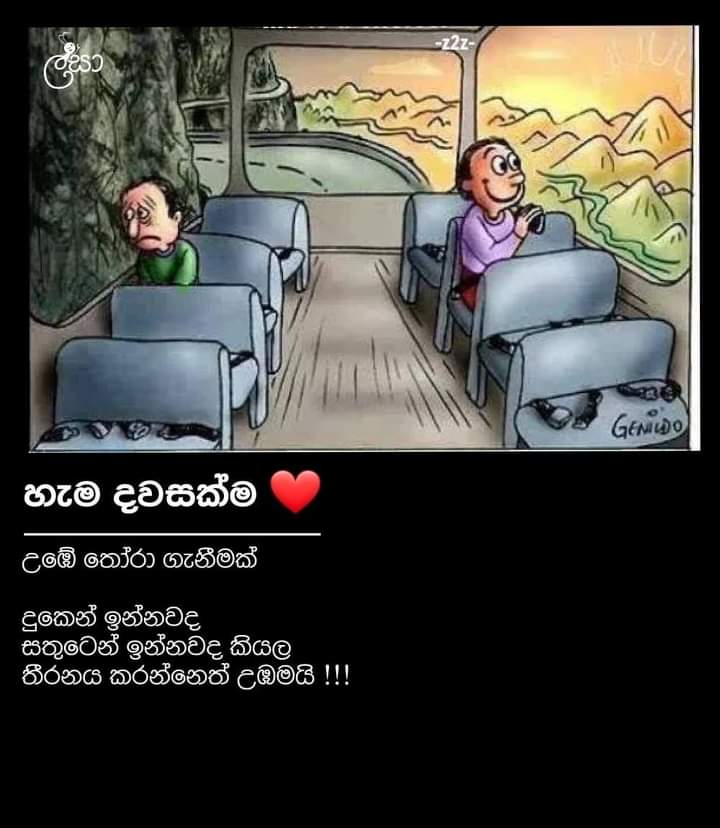 ලිසා
-z2z-
GENILDO
හැම දවසක්ම ❤️
උඹේ තෝරා ගැනීමක්
දුකෙන් ඉන්නවද
සතුටෙන් ඉන්නවද කියල
තීරනය කරන්නෙත් උඹමයි !!!